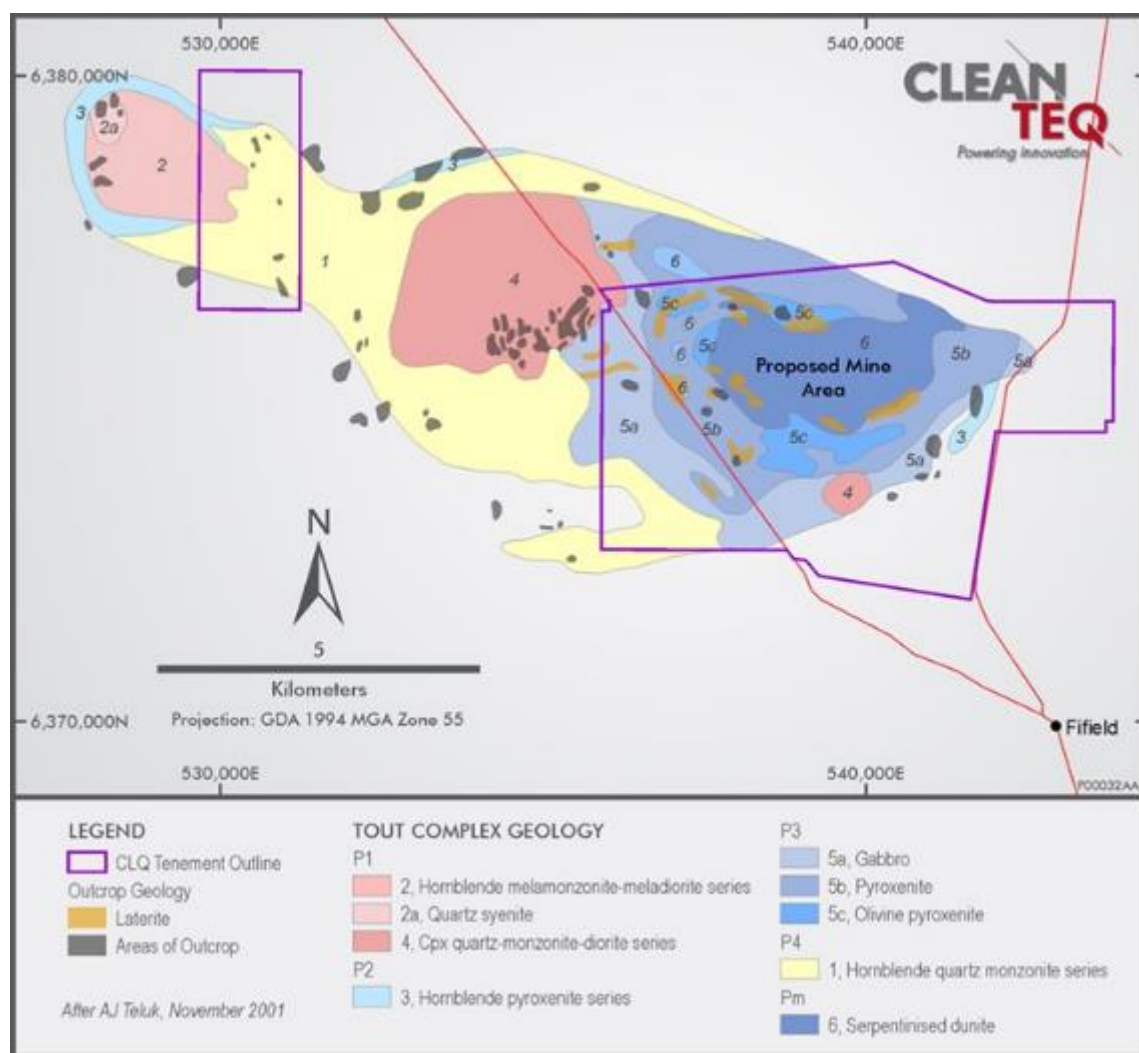 530,000E
540,000E
6,380,000N
CLEAN
TEQ
Powering innovation
3
2a
2
3
1
4
6
5c
5c
6
6
5c
6
Proposed Mine
Area
5b
5a
6
5a
5b
5c
3
5a
4
N
5
Kilometers
Projection: GDA 1994 MGA Zone 55
6,370,000N
Fifield
530,000E
540,000E
P00032AA
LEGEND
CLQ Tenement Outline
Outcrop Geology
Laterite
Areas of Outcrop
After AJ Teluk, November 2001
TOUT COMPLEX GEOLOGY
P1
2, Hornblende melamonzonite-meladiorite series
2a, Quartz syenite
4, Cpx quartz-monzonite-diorite series
P2
3, Hornblende pyroxenite series
P3
5a, Gabbro
5b, Pyroxenite
5c, Olivine pyroxenite
P4
1, Hornblende quartz monzonite series
Pm
6, Serpentinised dunite